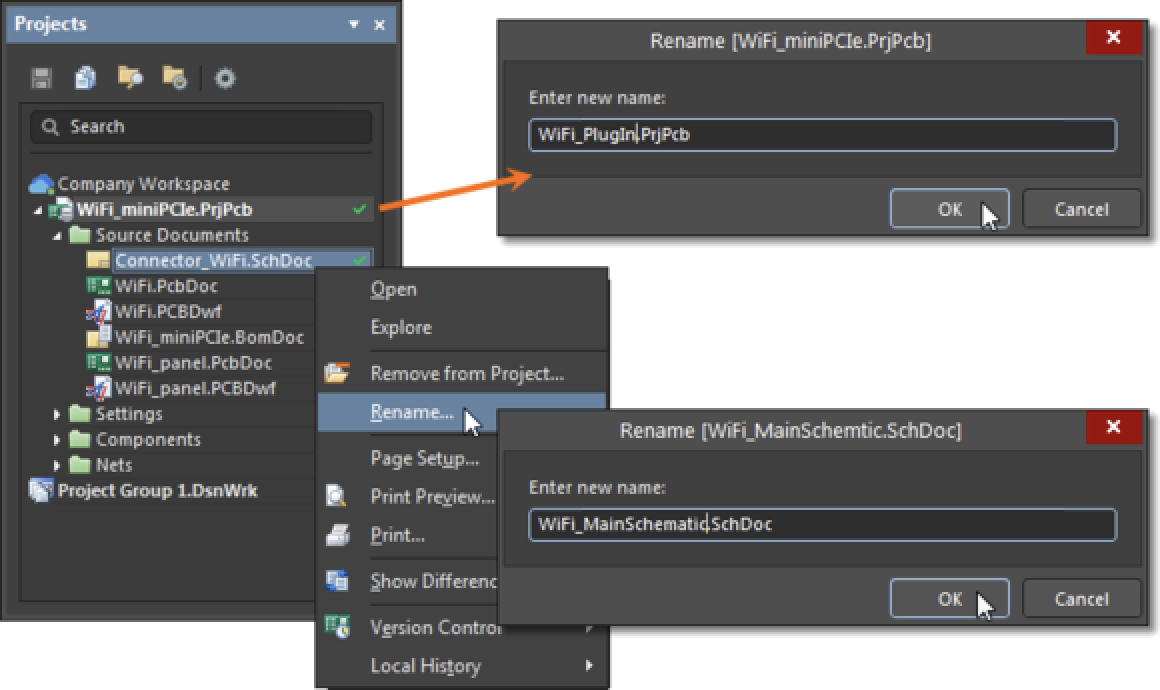 Projects
Search
Company Workspace
WiFi_miniPCIe.PrjPcb
Source Documents
Connector_WiFi.SchDoc
WiFi.PcbDoc
WiFi.PCBDwf
WiFi_miniPCIe.BomDoc
WiFi_panel.PcbDoc
WiFi_panel.PCBDwf
Settings
Components
Nets
Project Group 1.DsnWrk
Rename [WiFi_miniPCIe.PrjPcb]
Enter new name:
WiFi_PlugIn.PrjPcb
OK Cancel
Open
Explore
Remove from Project...
Rename...
Page Setup...
Print Preview...
Print...
Show Differenc
Version Control
Local History
Rename [WiFi_MainSchemtic.SchDoc]
Enter new name:
WiFi_MainSchematic.SchDoc
OK Cancel